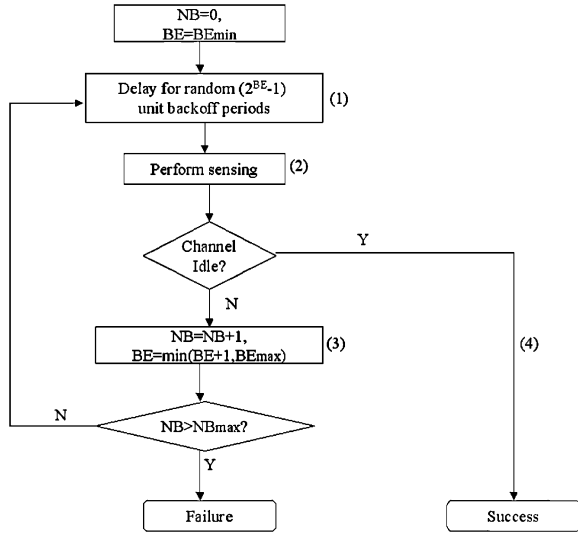 NB=0,
BE=BEmin
Delay for random (2^BE-1)
unit backoff periods
(1)
Perform sensing
(2)
Channel
Idle?
Y
N
NB=NB+1,
BE=min(BE+1,BEmax)
(3)
(4)
N
NB>NBmax?
Y
Failure
Success